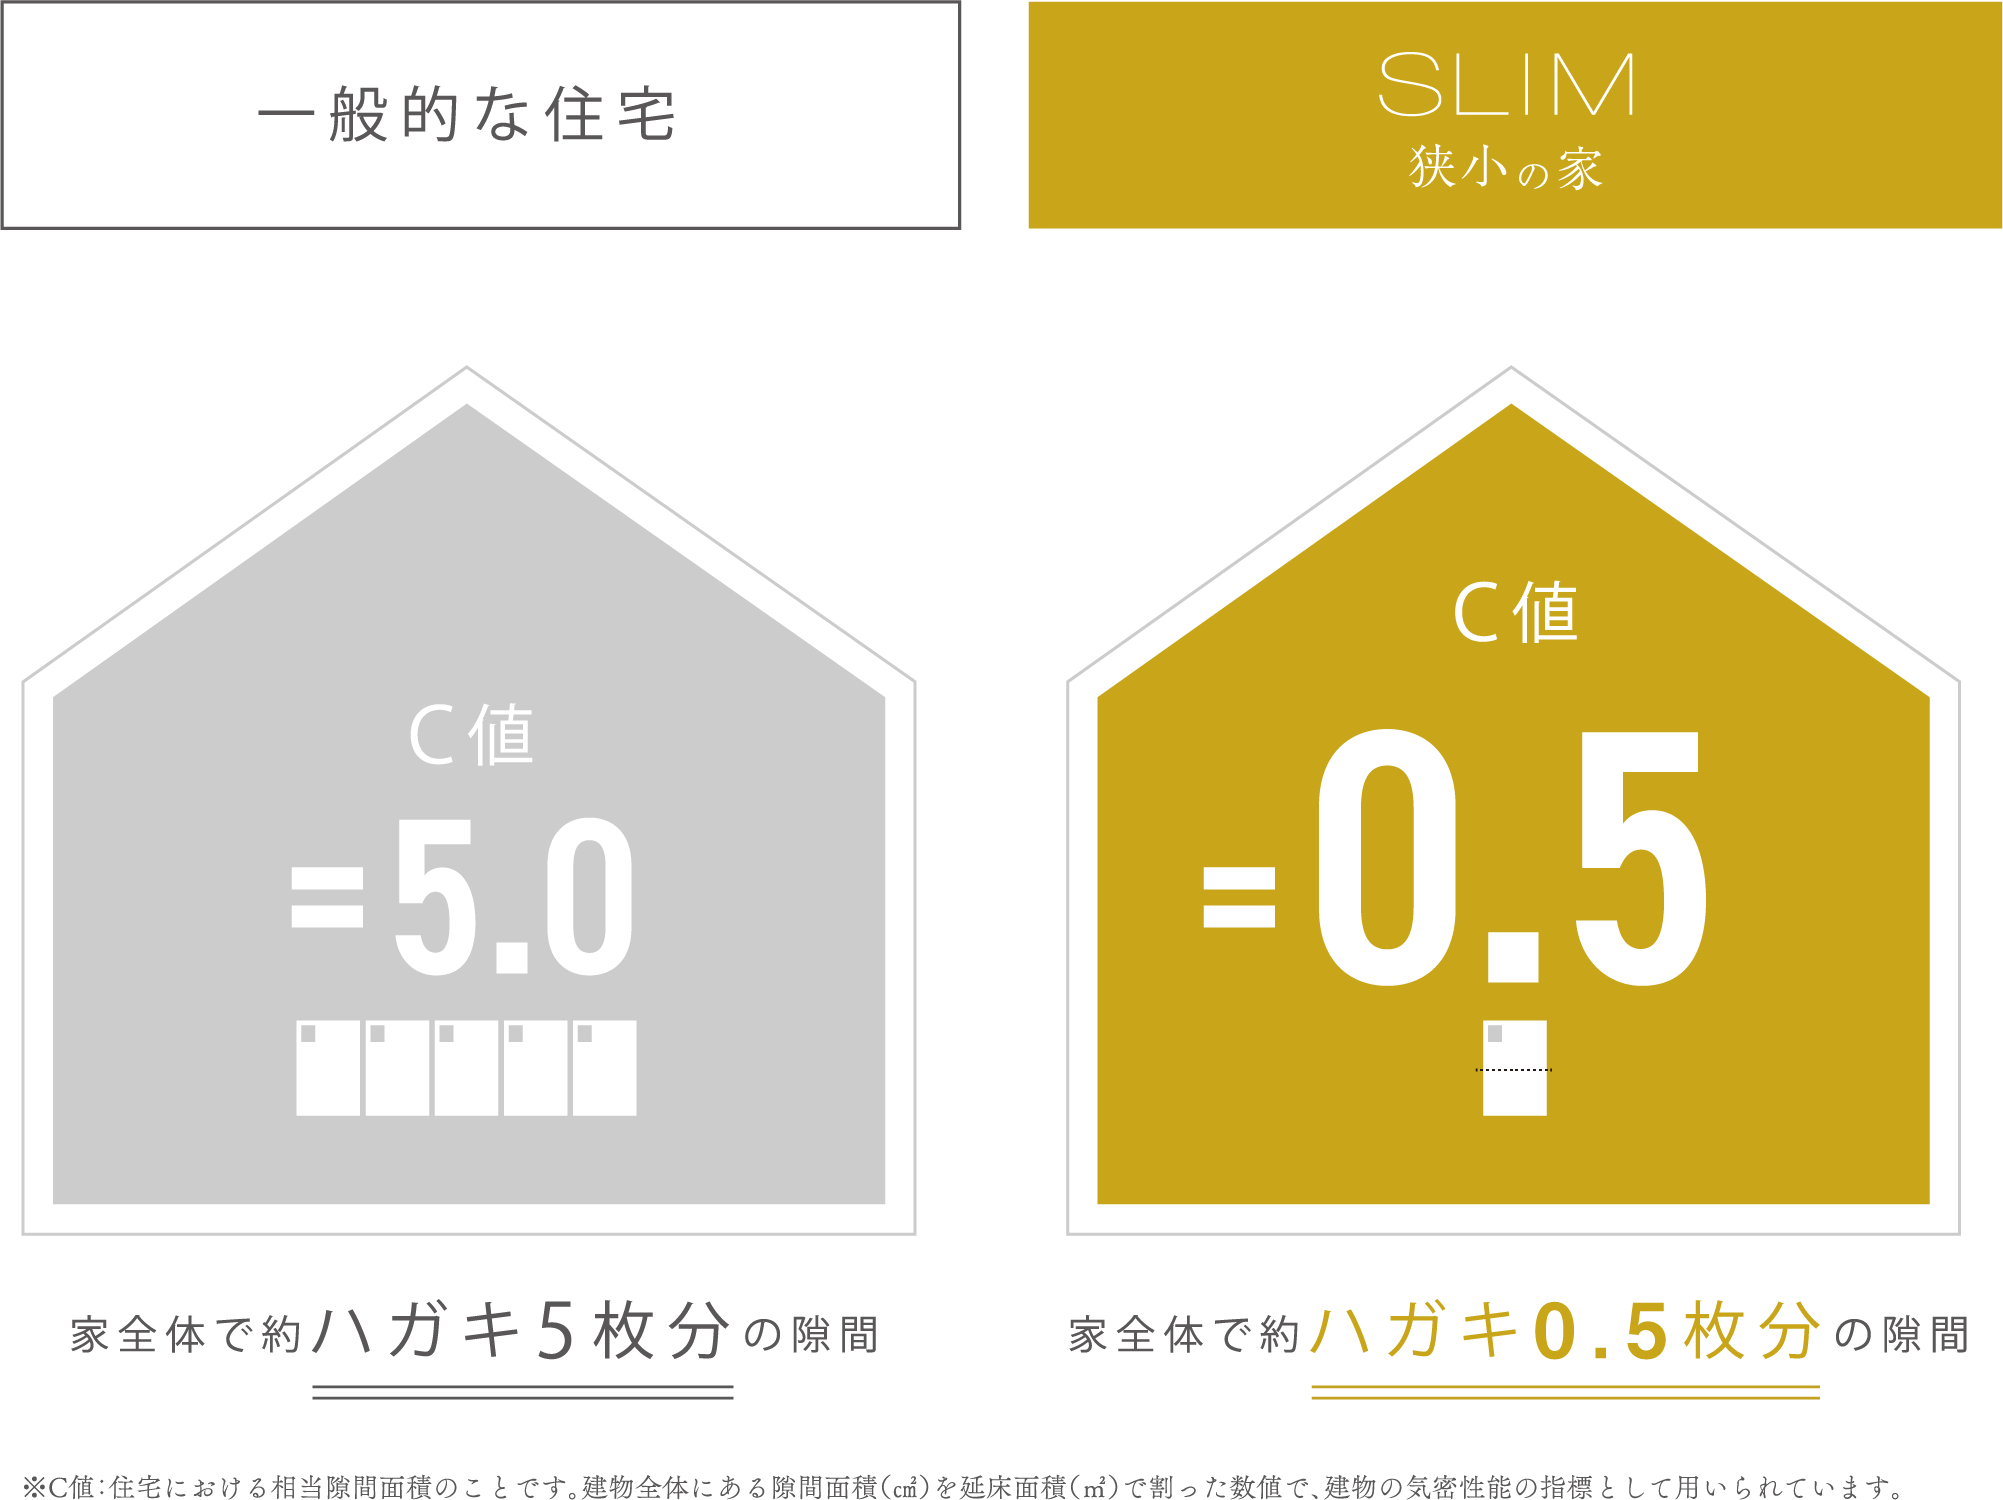 一般的な住宅
SLIM
狭小の家
C値
=5.0
C値
=0.5
家全体で約ハガキ5枚分の隙間
家全体で約ハガキ0.5枚分の隙間
※C値：住宅における相当隙間面積のことです。建物全体にある隙間面積（㎠）を延床面積（㎡）で割った数値で、建物の気密性能の指標として用いられています。